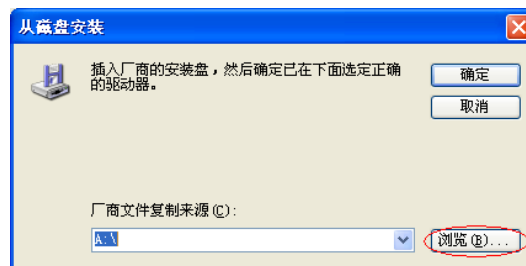 从磁盘安装
插入厂商的安装盘，然后确定已在下面选定正确
的驱动器。
确定
取消
厂商文件复制来源(C):
A:\
浏览(B)...